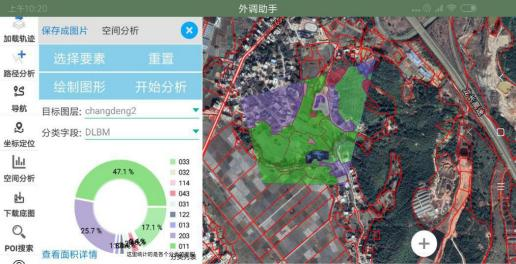 上午10:20
外调助手
加载轨迹
路径分析
导航
坐标定位
空间分析
下载底图
POI搜索
保存成图片 空间分析
选择要素 重置
绘制图形 开始分析
目标图层: changdeng2
分类字段: DLBM
47.1 %
25.7 %
17.1 %
033
032
114
043
031
122
013
203
011
分类列表
查看面积详情